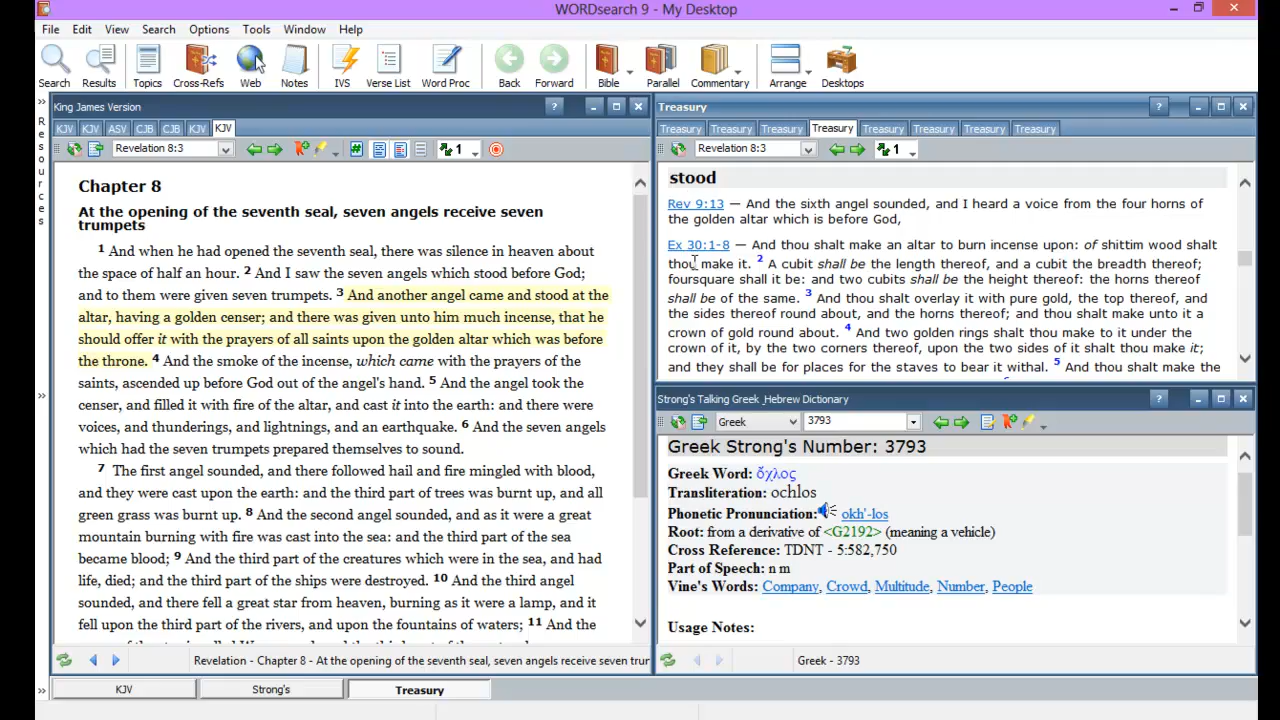 WORDsearch 9 - My Desktop
File Edit View Search Options Tools Window Help
Search Results Topics Cross-Refs Web Notes IVS Verse List Word Proc Back Forward Bible Parallel Commentary Arrange Desktops
Resources
King James Version
KJV KJV ASV CJB CJB KJV KJV
Revelation 8:3
1
Chapter 8
At the opening of the seventh seal, seven angels receive seven
trumpets
1 And when he had opened the seventh seal, there was silence in heaven about
the space of half an hour. 2 And I saw the seven angels which stood before God;
and to them were given seven trumpets. 3 And another angel came and stood at the
altar, having a golden censer; and there was given unto him much incense, that he
should offer it with the prayers of all saints upon the golden altar which was before
the throne. 4 And the smoke of the incense, which came with the prayers of the
saints, ascended up before God out of the angel's hand. 5 And the angel took the
censer, and filled it with fire of the altar, and cast it into the earth: and there were
voices, and thunderings, and lightnings, and an earthquake. 6 And the seven angels
which had the seven trumpets prepared themselves to sound.
7 The first angel sounded, and there followed hail and fire mingled with blood,
and they were cast upon the earth: and the third part of trees was burnt up, and all
green grass was burnt up. 8 And the second angel sounded, and as it were a great
mountain burning with fire was cast into the sea: and the third part of the sea
became blood; 9 And the third part of the creatures which were in the sea, and had
life, died; and the third part of the ships were destroyed. 10 And the third angel
sounded, and there fell a great star from heaven, burning as it were a lamp, and it
fell upon the third part of the rivers, and upon the fountains of waters; 11 And the
Revelation - Chapter 8 - At the opening of the seventh seal, seven angels receive seven trur
Treasury
Treasury Treasury Treasury Treasury Treasury Treasury Treasury Treasury
Revelation 8:3
1
stood
Rev 9:13 — And the sixth angel sounded, and I heard a voice from the four horns of
the golden altar which is before God,
Ex 30:1-8 — And thou shalt make an altar to burn incense upon: of shittim wood shalt
thou make it. 2 A cubit shall be the length thereof, and a cubit the breadth thereof;
foursquare shall it be: and two cubits shall be the height thereof: the horns thereof
shall be of the same. 3 And thou shalt overlay it with pure gold, the top thereof, and
the sides thereof round about, and the horns thereof; and thou shalt make unto it a
crown of gold round about. 4 And two golden rings shalt thou make to it under the
crown of it, by the two corners thereof, upon the two sides of it shalt thou make it;
and they shall be for places for the staves to bear it withal. 5 And thou shalt make the
Strong's Talking Greek_Hebrew Dictionary
Greek 3793
Greek Strong's Number: 3793
Greek Word: ὄχλος
Transliteration: ochlos
Phonetic Pronunciation: okh'-los
Root: from a derivative of <G2192> (meaning a vehicle)
Cross Reference: TDNT - 5:582,750
Part of Speech: n m
Vine's Words: Company, Crowd, Multitude, Number, People
Usage Notes:
Greek - 3793
KJV Strong's Treasury